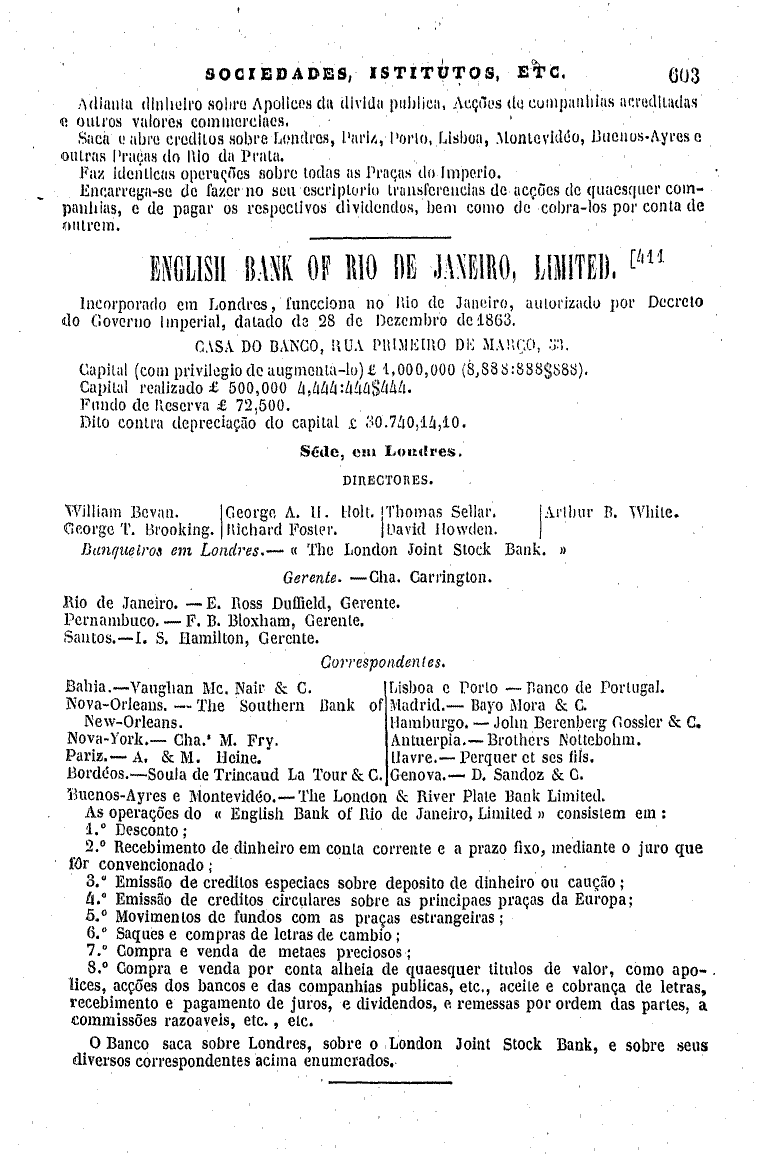 SOCIEDADES, ISTITUTOS, ETC. 603
Adianta dinheiro sobre Apolices da divida publica, Acções de companhias acreditadas
e outros valores commerciaes.
Saca e abre creditos sobre Londres, Pariz, Porto, Lisboa, Montevidéo, Buenos-Ayres e
outras Praças do Rio da Prata.
Faz identicas operações sobre todas as Praças do Imperio.
Encarrega-se de fazer no seu escriptorio transferencias de acções de quaesquer com-
panhias, e de pagar os respectivos dividendos, bem como de cobra-los por conta de
outrem.
ENGLISH BANK OF RIO DE JANEIRO, LIMITED. [411
Incorporado em Londres, funcciona no Rio de Janeiro, autorizado por Decreto
do Governo Imperial, datado de 28 de Dezembro de 1863.
CASA DO BANCO, RUA PRIMEIRO DE MARÇO, 33.
Capital (com privilegio de augmenta-lo) £ 1,000,000 (8,888:888$888).
Capital realizado £ 500,000 4,444:444$444.
Fundo de Reserva £ 72,500.
Dito contra depreciação do capital £ 30.740,14,10.
Séde, em Londres.
DIRECTORES.
William Bevan. George A. H. Holt. Thomas Sellar. Arthur B. White.
George T. Brooking. Richard Foster. David Howden.
Banqueiros em Londres.— « The London Joint Stock Bank. »
Gerente. — Cha. Carrington.
Rio de Janeiro. — E. Ross Duffield, Gerente.
Pernambuco. — F. B. Bloxham, Gerente.
Santos.—I. S. Hamilton, Gerente.
Correspondentes.
Bahia.—Vaughan Mc. Nair & C.
Nova-Orleans. — The Southern Bank of
New-Orleans.
Nova-York.— Cha.s M. Fry.
Pariz.— A. & M. Heine.
Bordéos.—Soula de Trincaud La Tour & C.
Lisboa e Porto — Banco de Portugal.
Madrid.— Bayo Mora & C.
Hamburgo. — John Berenberg Gossler & C.
Antuerpia.— Brothers Nottebohm.
Havre.— Perquer et ses fils.
Genova.— D. Sandoz & C.
Buenos-Ayres e Montevidéo.—The London & River Plate Bank Limited.
As operações do « English Bank of Rio de Janeiro, Limited » consistem em :
1.º Desconto ;
2.º Recebimento de dinheiro em conta corrente e a prazo fixo, mediante o juro que
fôr convencionado ;
3.º Emissão de creditos especiaes sobre deposito de dinheiro ou caução ;
4.º Emissão de creditos circulares sobre as principaes praças da Europa;
5.º Movimentos de fundos com as praças estrangeiras ;
6.º Saques e compras de letras de cambio ;
7.º Compra e venda de metaes preciosos ;
8.º Compra e venda por conta alheia de quaesquer titulos de valor, como apo-
lices, acções dos bancos e das companhias publicas, etc., aceite e cobrança de letras,
recebimento e pagamento de juros, e dividendos, e remessas por ordem das partes, a
commissões razoaveis, etc., etc.
O Banco saca sobre Londres, sobre o London Joint Stock Bank, e sobre seus
diversos correspondentes acima enumerados.